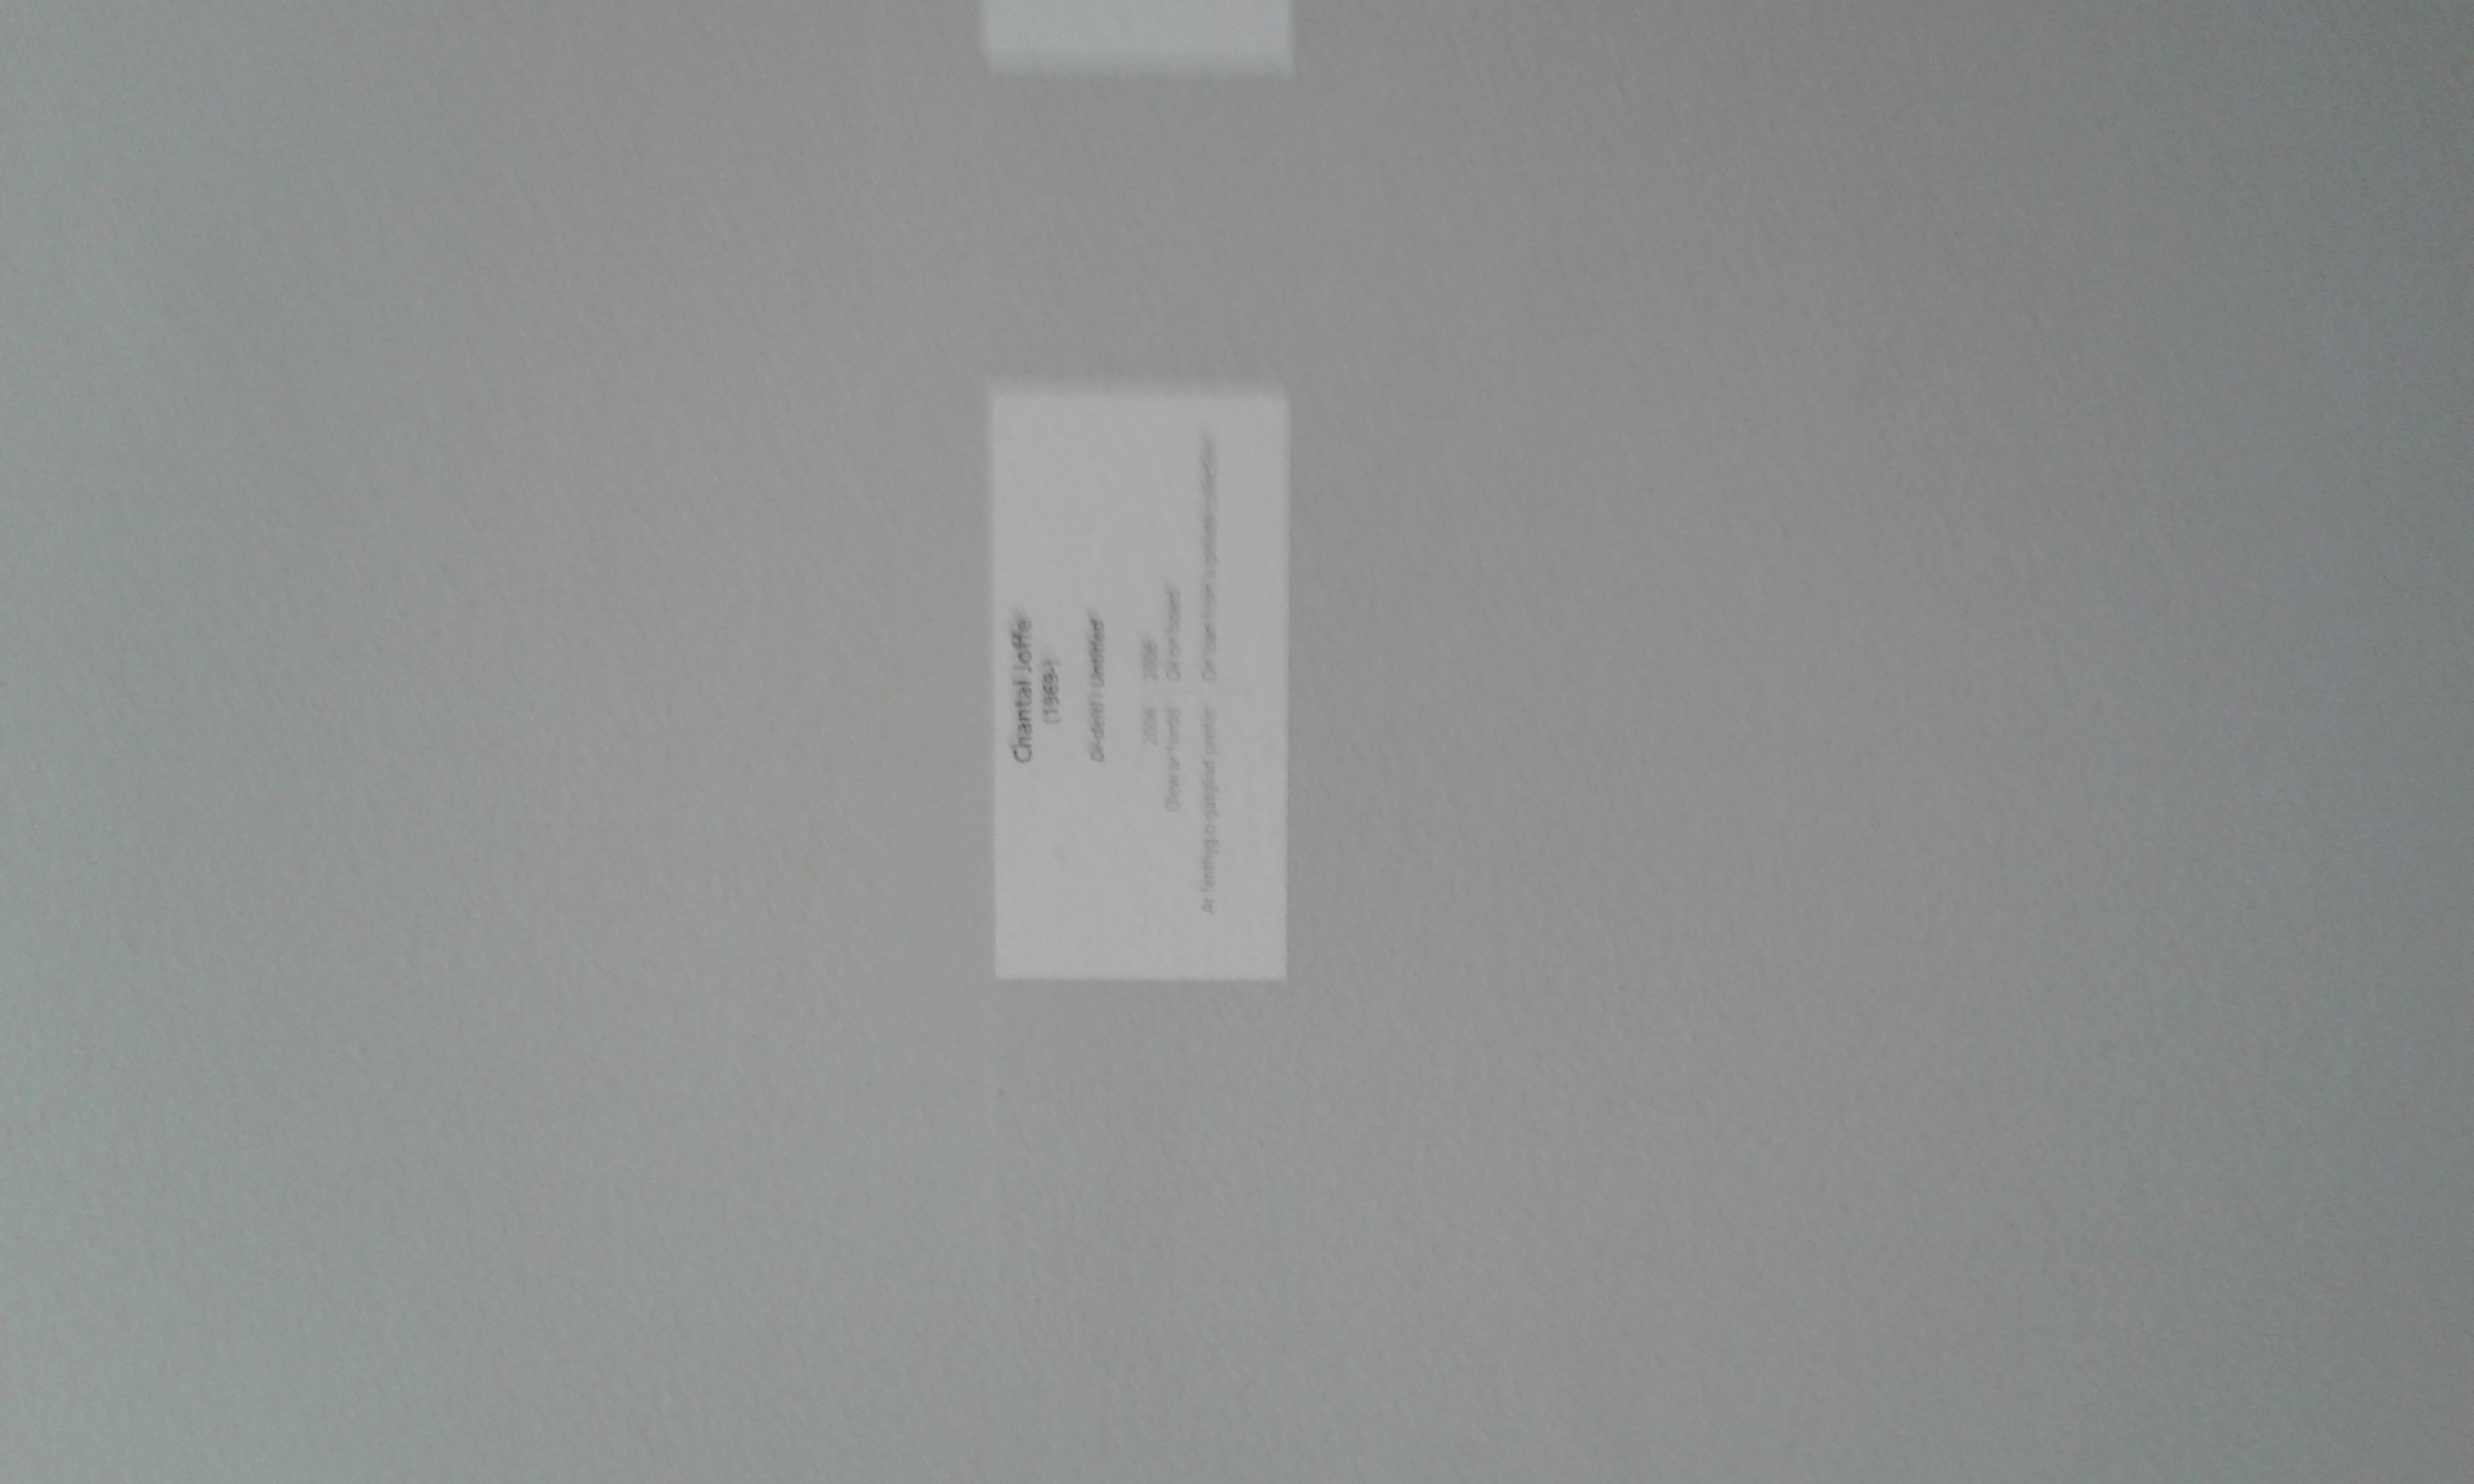 Chantal Joffe
(1969-)
Di-deitl / Untitled
2006 2006
Olew ar fwrdd Oil on board
Ar fenthyg o gasgliad preifat On loan from a private collection